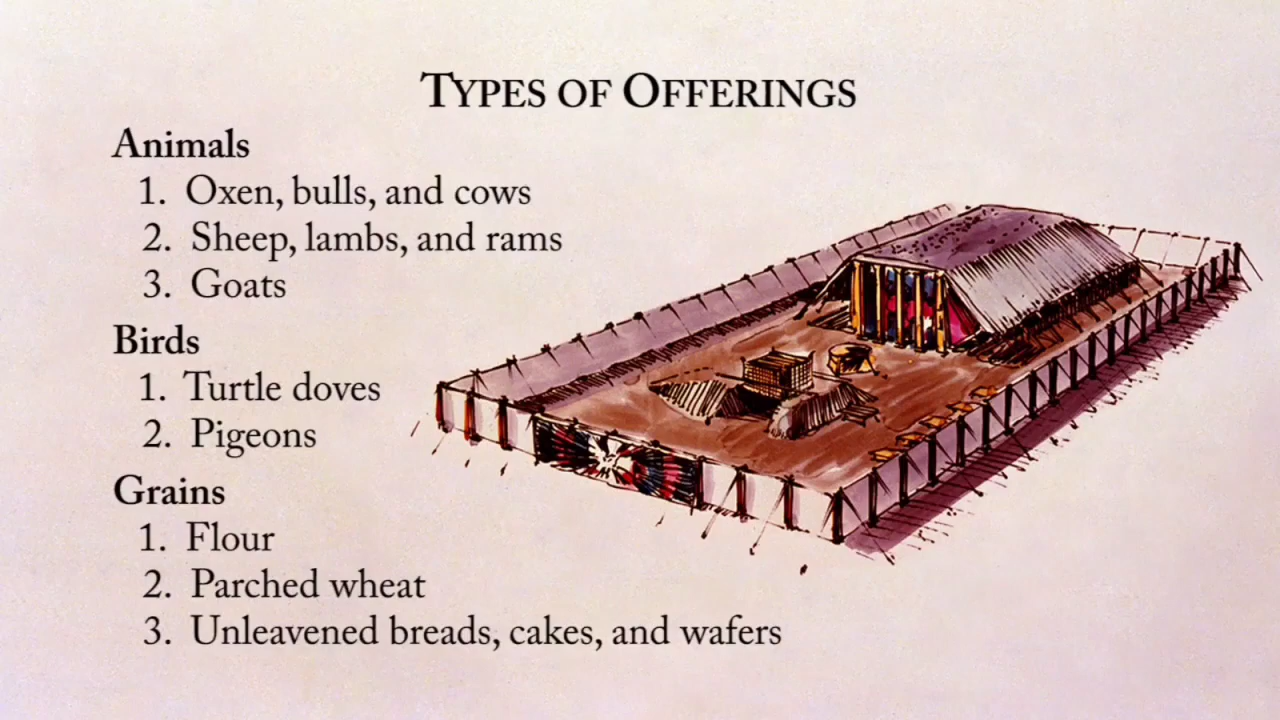 TYPES OF OFFERINGS
Animals
1. Oxen, bulls, and cows
2. Sheep, lambs, and rams
3. Goats
Birds
1. Turtle doves
2. Pigeons
Grains
1. Flour
2. Parched wheat
3. Unleavened breads, cakes, and wafers